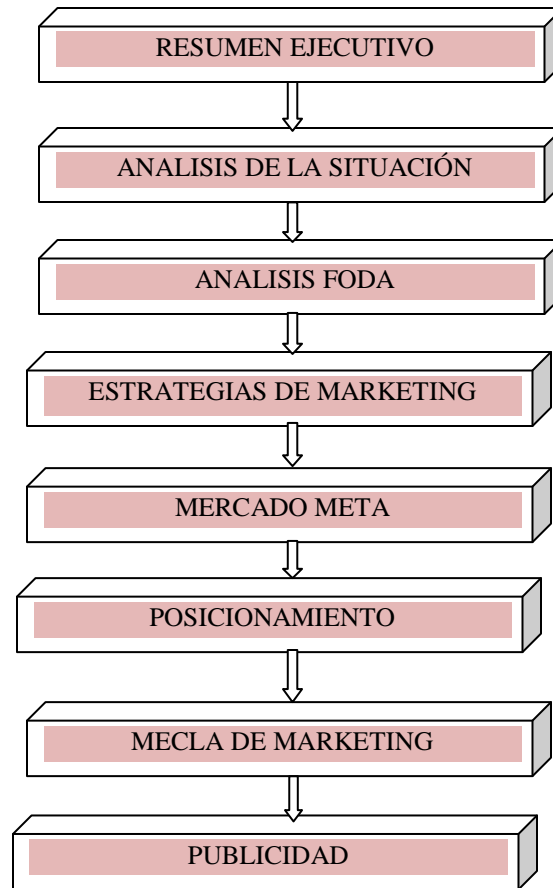 RESUMEN EJECUTIVO
ANALISIS DE LA SITUACIÓN
ANALISIS FODA
ESTRATEGIAS DE MARKETING
MERCADO META
POSICIONAMIENTO
MECLA DE MARKETING
PUBLICIDAD